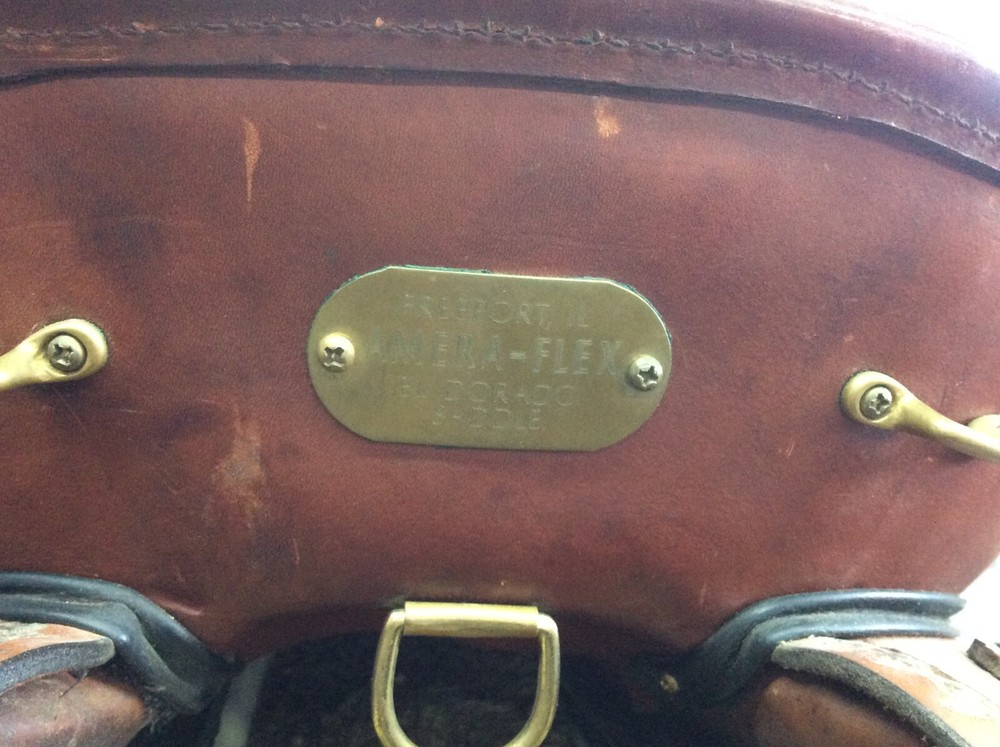 FREEPORT, IL
AMERA-FLEX
EL DORADO
SADDLE